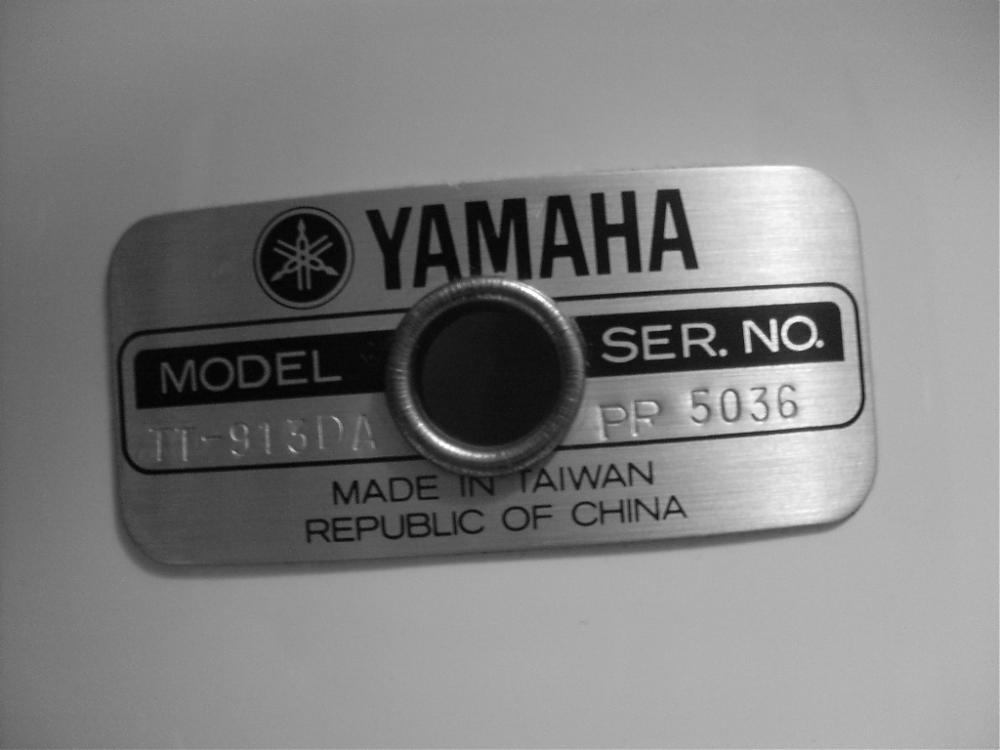 YAMAHA
MODEL SER. NO.
TT-913DA PR 5036
MADE IN TAIWAN
REPUBLIC OF CHINA